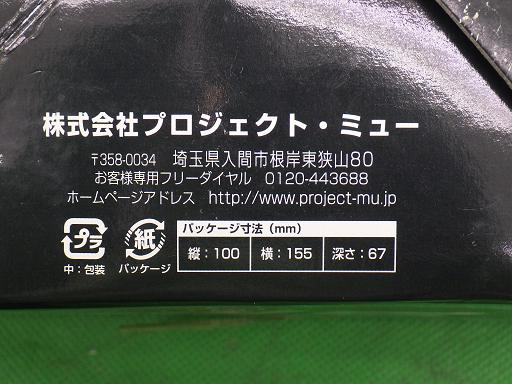 株式会社プロジェクト・ミュー
〒358-0034 埼玉県入間市根岸東狭山80
お客様専用フリーダイヤル 0120-443688
ホームページアドレス http://www.project-mu.jp
プラ
中：包装
紙
パッケージ
パッケージ寸法（mm）
縦：100 横：155 深さ：67